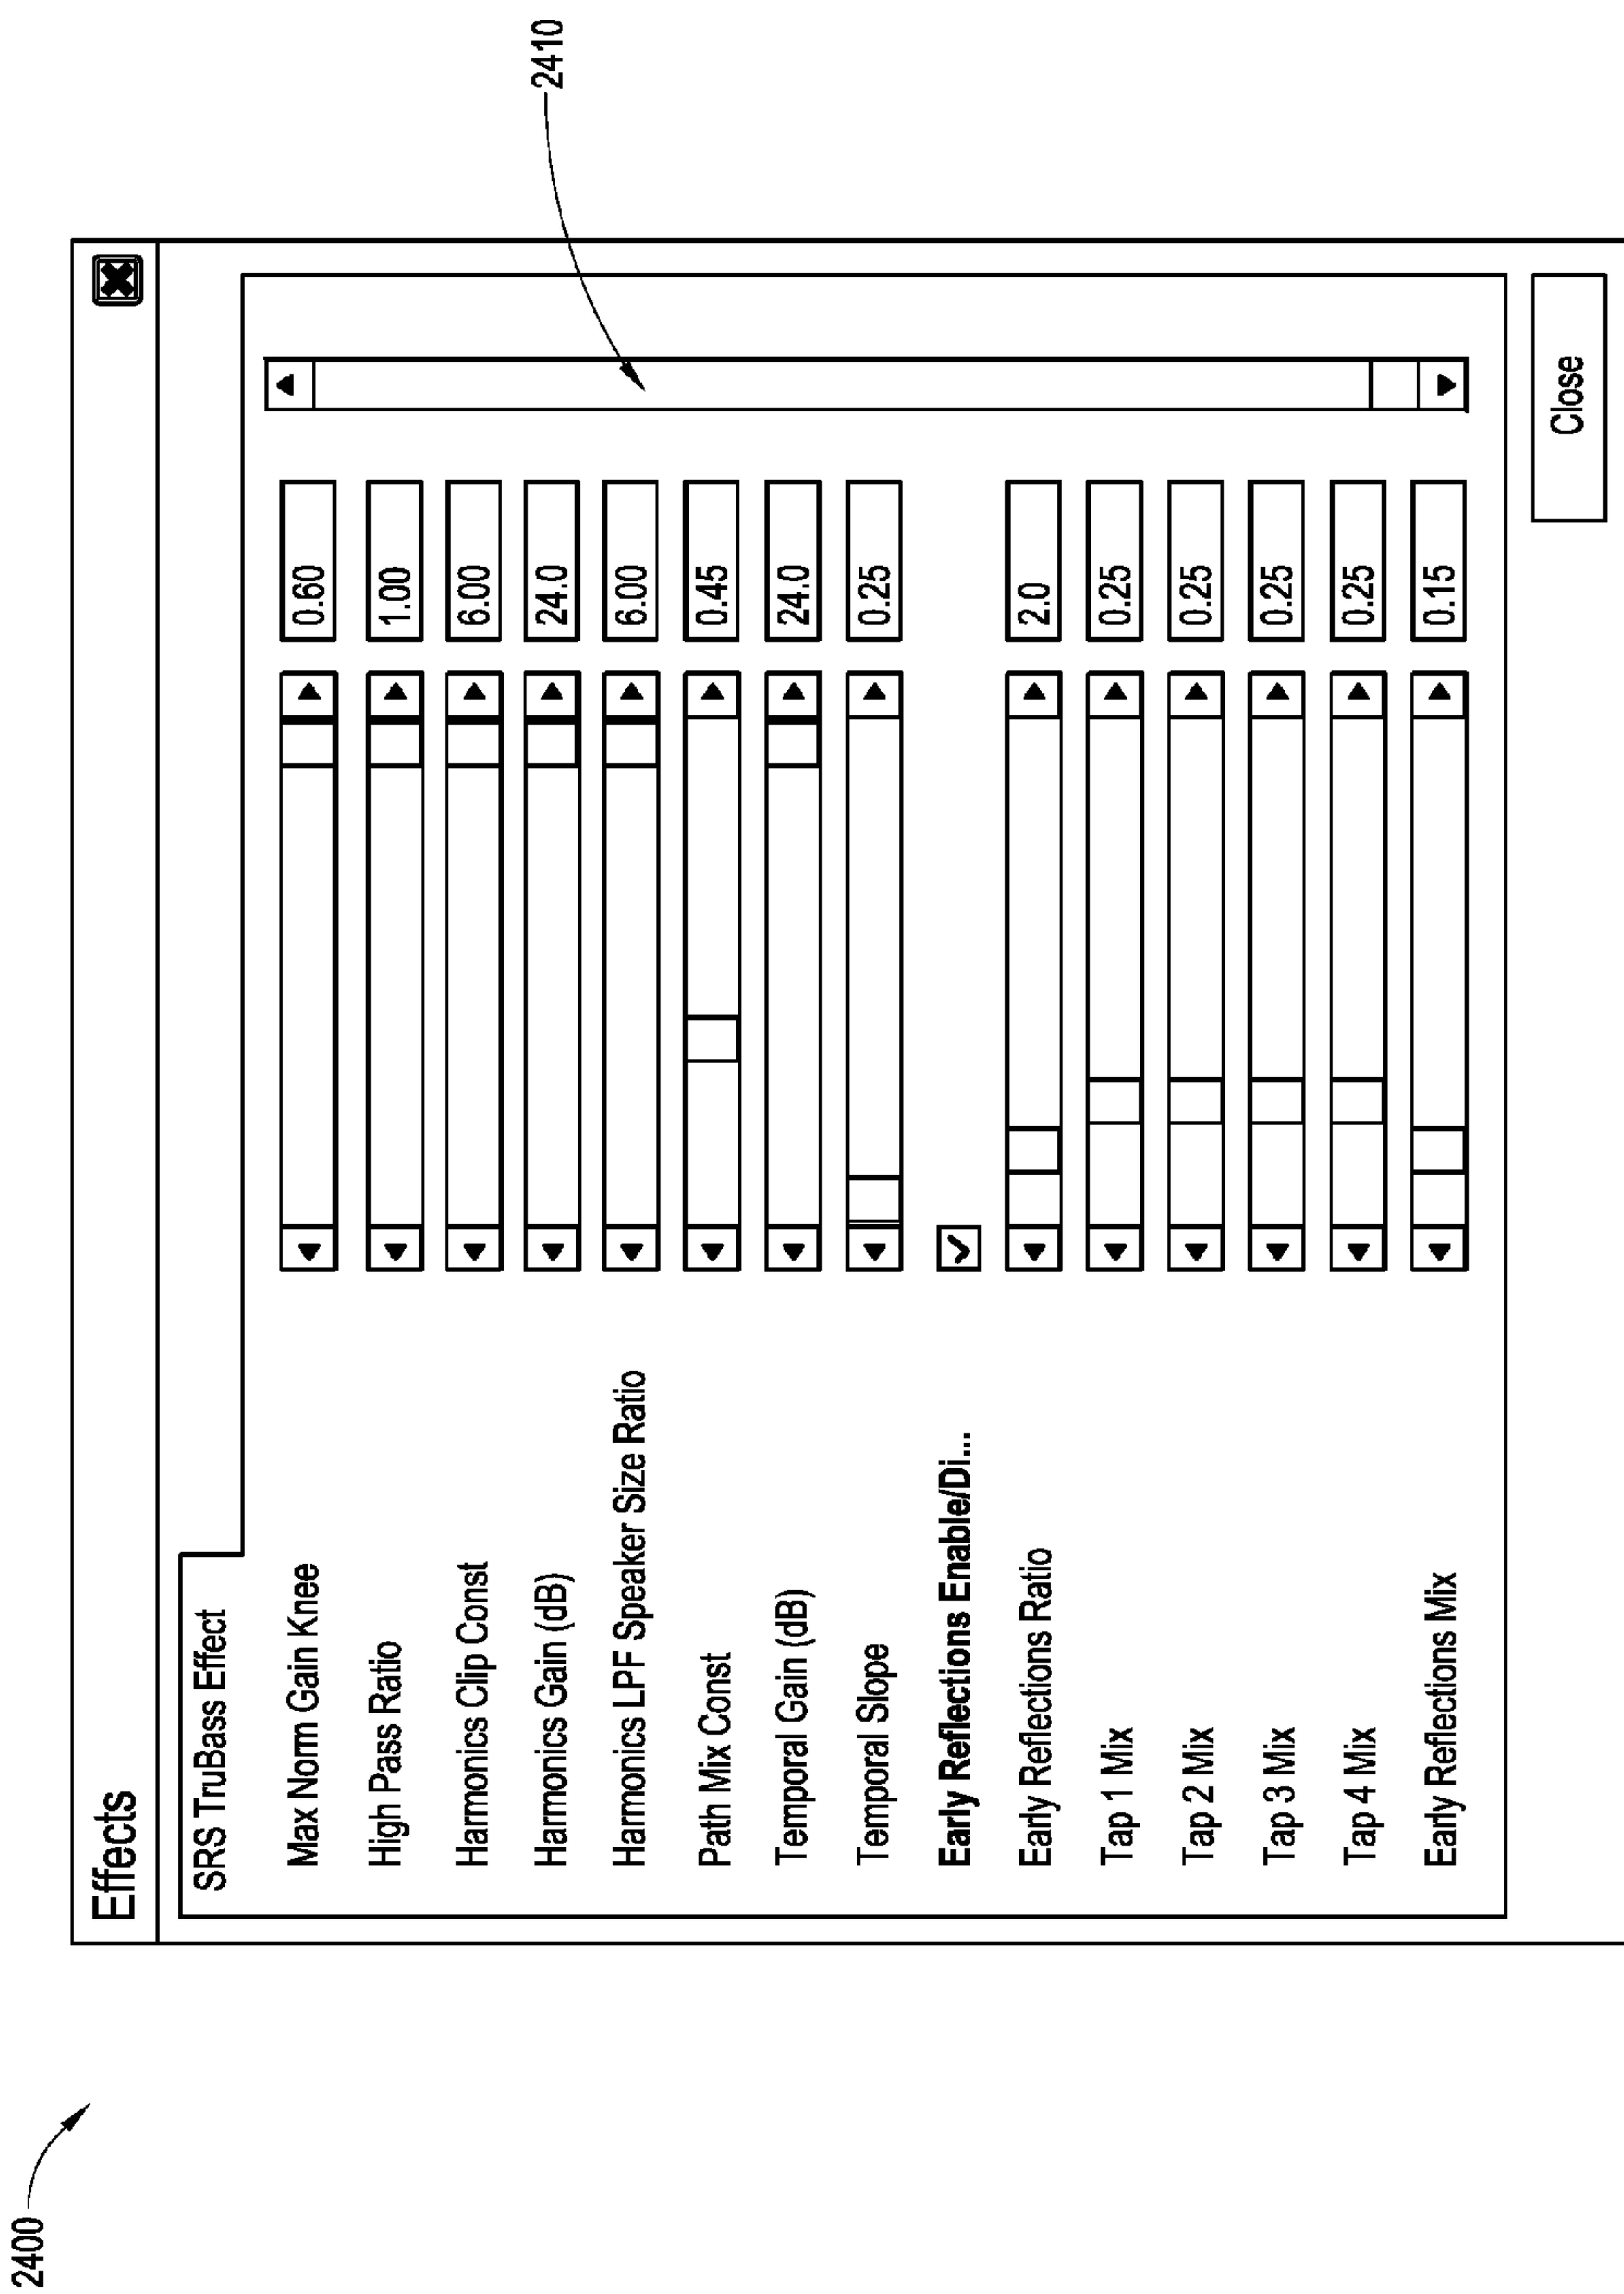 2400
Effects
SRS TruBass Effect
Max Norm Gain Knee 0.60
High Pass Ratio 1.00
Harmonics Clip Const 6.00
Harmonics Gain (dB) 24.0
Harmonics LPF Speaker Size Ratio 6.00
Path Mix Const 0.45
Temporal Gain (dB) 24.0
Temporal Slope 0.25
Early Reflections Enable/Di...
Early Reflections Ratio 2.0
Tap 1 Mix 0.25
Tap 2 Mix 0.25
Tap 3 Mix 0.25
Tap 4 Mix 0.25
Early Reflections Mix 0.15
2410
Close